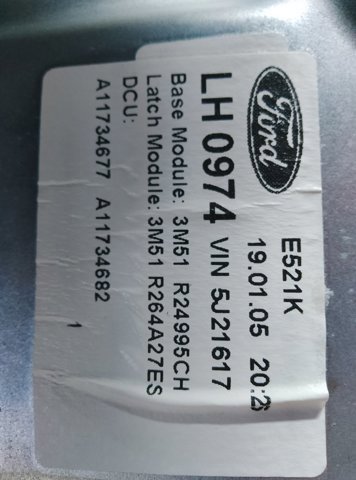 Ford E521K
19.01.05 20:26
LH 0974 VIN 5J21617
Base Module: 3M51 R24995CH
Latch Module: 3M51 R264A27ES
DCU:
A11734677 A11734682
1